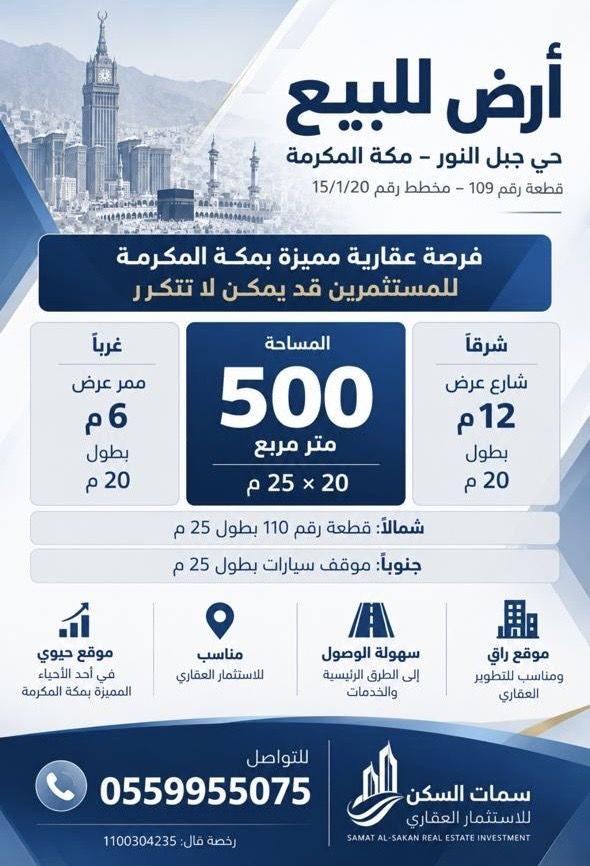 أرض للبيع
حي جبل النور – مكة المكرمة
قطعة رقم 109 – مخطط رقم 15/1/20
فرصة عقارية مميزة بمكة المكرمة
للمستثمرين قد يمكن لا تتكرر
شرقاً
شارع عرض
12 م
بطول
20 م
المساحة
500
متر مربع
20 × 25 م
غرباً
ممر عرض
6 م
بطول
20 م
شمالاً: قطعة رقم 110 بطول 25 م
جنوباً: موقف سيارات بطول 25 م
موقع راق
ومناسب للتطوير
العقاري
سهولة الوصول
إلى الطرق الرئيسية
والخدمات
مناسب
للاستثمار العقاري
موقع حيوي
في أحد الأحياء
المميزة بمكة المكرمة
سمات السكن
للاستثمار العقاري
SAMAT AL-SAKAN REAL ESTATE INVESTMENT
للتواصل
0559955075
رخصة فال: 1100304235